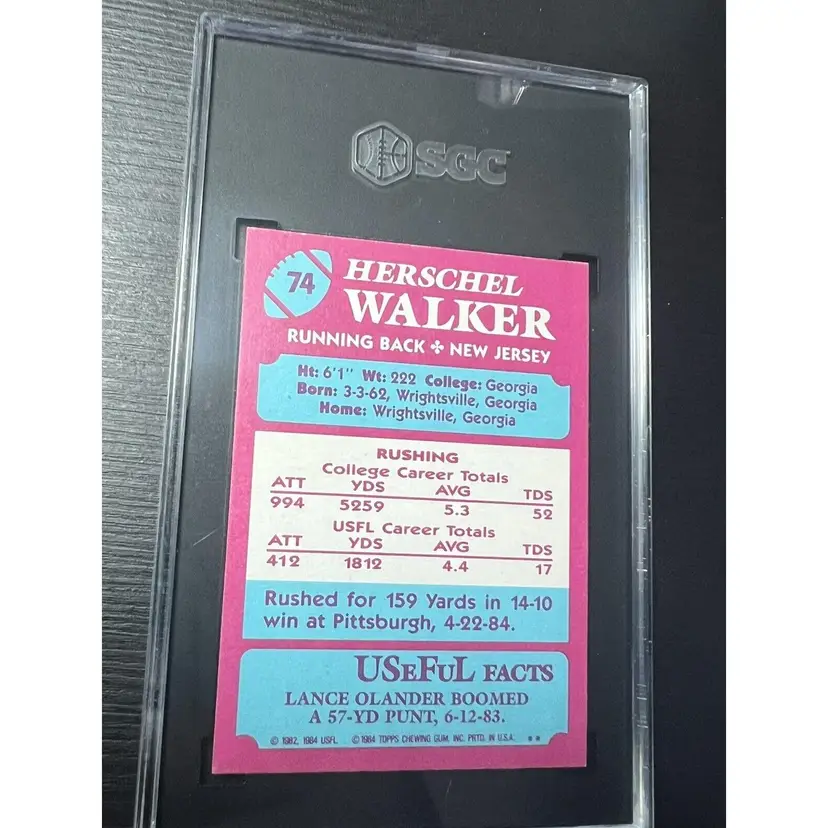 SGC
74
HERSCHEL
WALKER
RUNNING BACK ✤ NEW JERSEY
Ht: 6'1" Wt: 222 College: Georgia
Born: 3-3-62, Wrightsville, Georgia
Home: Wrightsville, Georgia
RUSHING
College Career Totals
ATT YDS AVG TDS
994 5259 5.3 52
USFL Career Totals
ATT YDS AVG TDS
412 1812 4.4 17
Rushed for 159 Yards in 14-10
win at Pittsburgh, 4-22-84.
USeFuL FACTS
LANCE OLANDER BOOMED
A 57-YD PUNT, 6-12-83.
© 1982, 1984 USFL © 1984 TOPPS CHEWING GUM, INC. PRTD. IN U.S.A. **